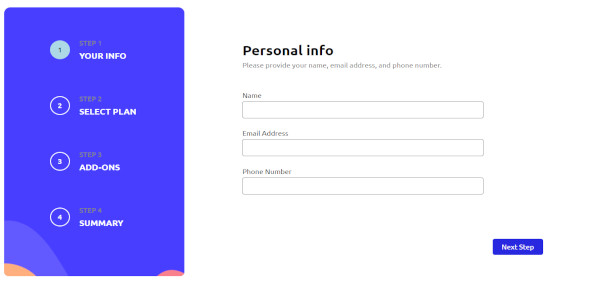 1
STEP 1
YOUR INFO
2
STEP 2
SELECT PLAN
3
STEP 3
ADD-ONS
4
STEP 4
SUMMARY
Personal info
Please provide your name, email address, and phone number.
Name
Email Address
Phone Number
Next Step